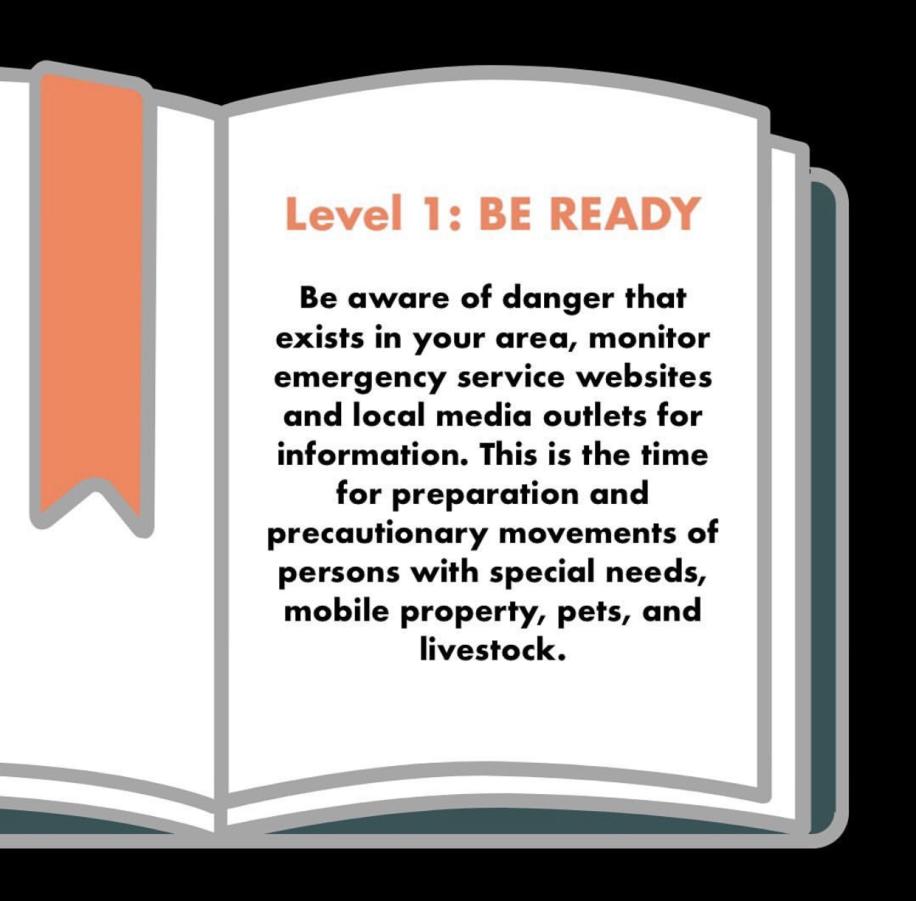 Level 1: BE READY
Be aware of danger that
exists in your area, monitor
emergency service websites
and local media outlets for
information. This is the time
for preparation and
precautionary movements of
persons with special needs,
mobile property, pets, and
livestock.